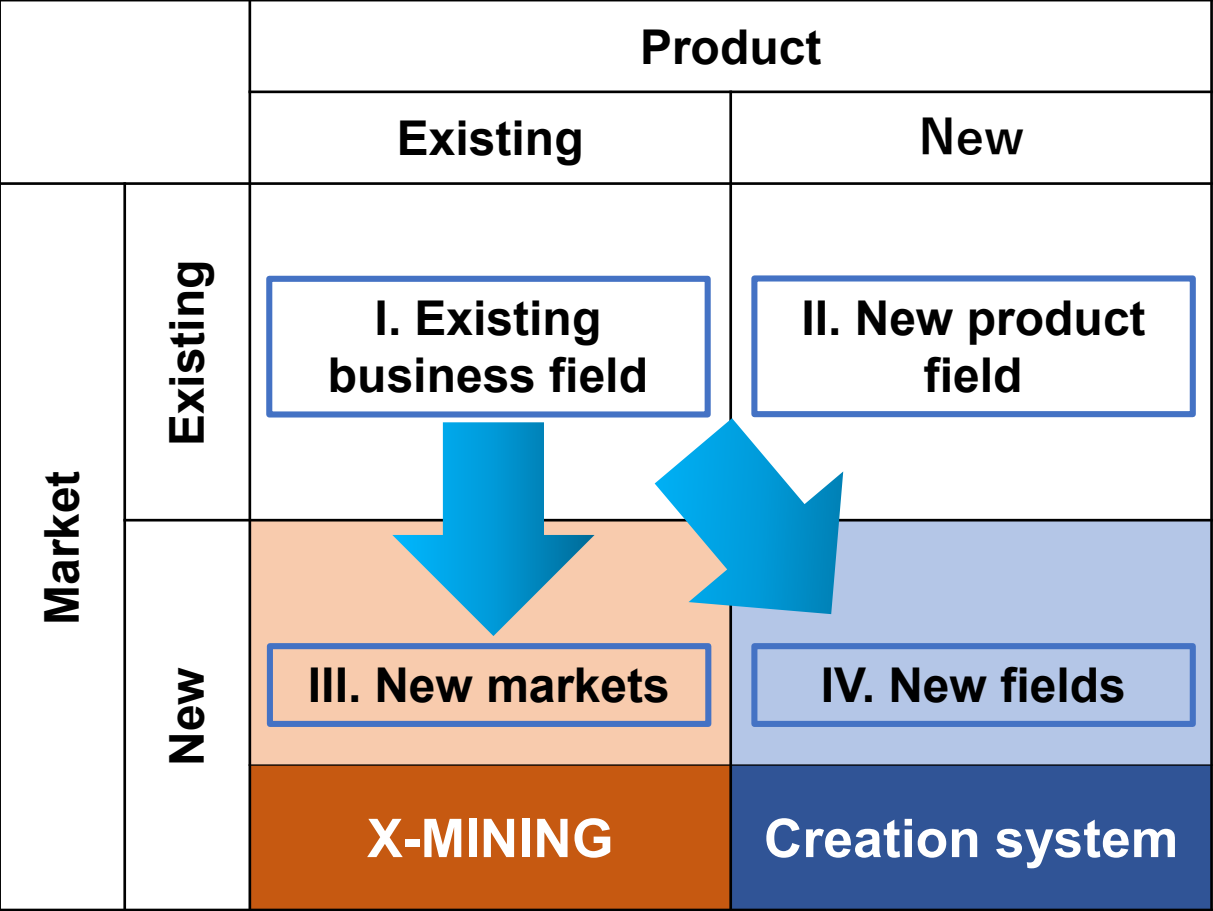 Product
Existing
New
Market
Existing
I. Existing
business field
II. New product
field
New
III. New markets
IV. New fields
X-MINING
Creation system